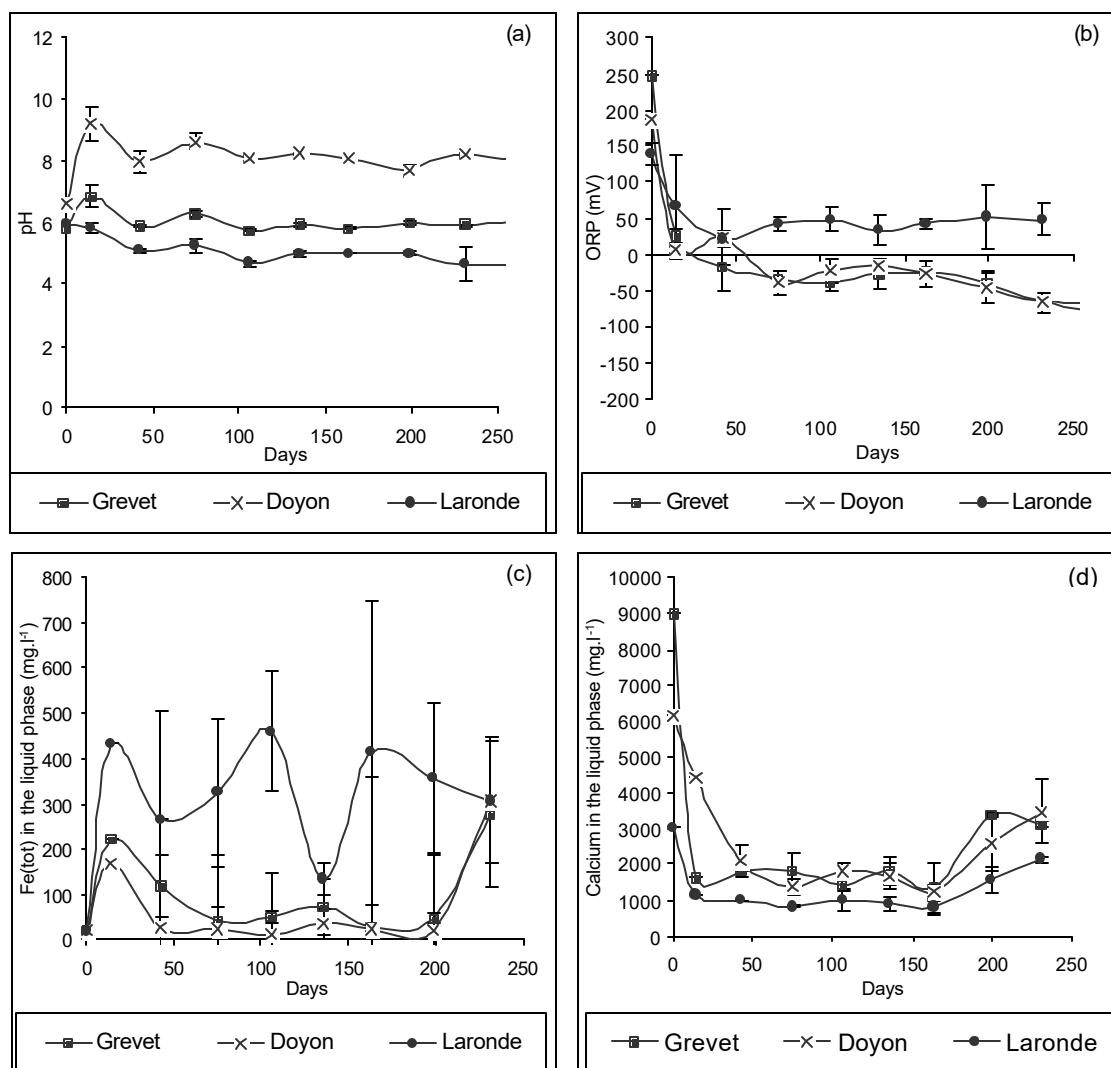 (a)
12
10
8
6
4
2
0
pH
0 50 100 150 200 250
Days
Grevet Doyon Laronde
(b)
300
250
200
150
100
50
0
-50
-100
-150
-200
ORP (mV)
0 50 100 150 200 250
Days
Grevet Doyon Laronde
(c)
800
700
600
500
400
300
200
100
0
Fe(tot) in the liquid phase (mg.l-1)
0 50 100 150 200 250
Days
Grevet Doyon Laronde
(d)
10000
9000
8000
7000
6000
5000
4000
3000
2000
1000
0
Calcium in the liquid phase (mg.l-1)
0 50 100 150 200 250
Days
Grevet Doyon Laronde